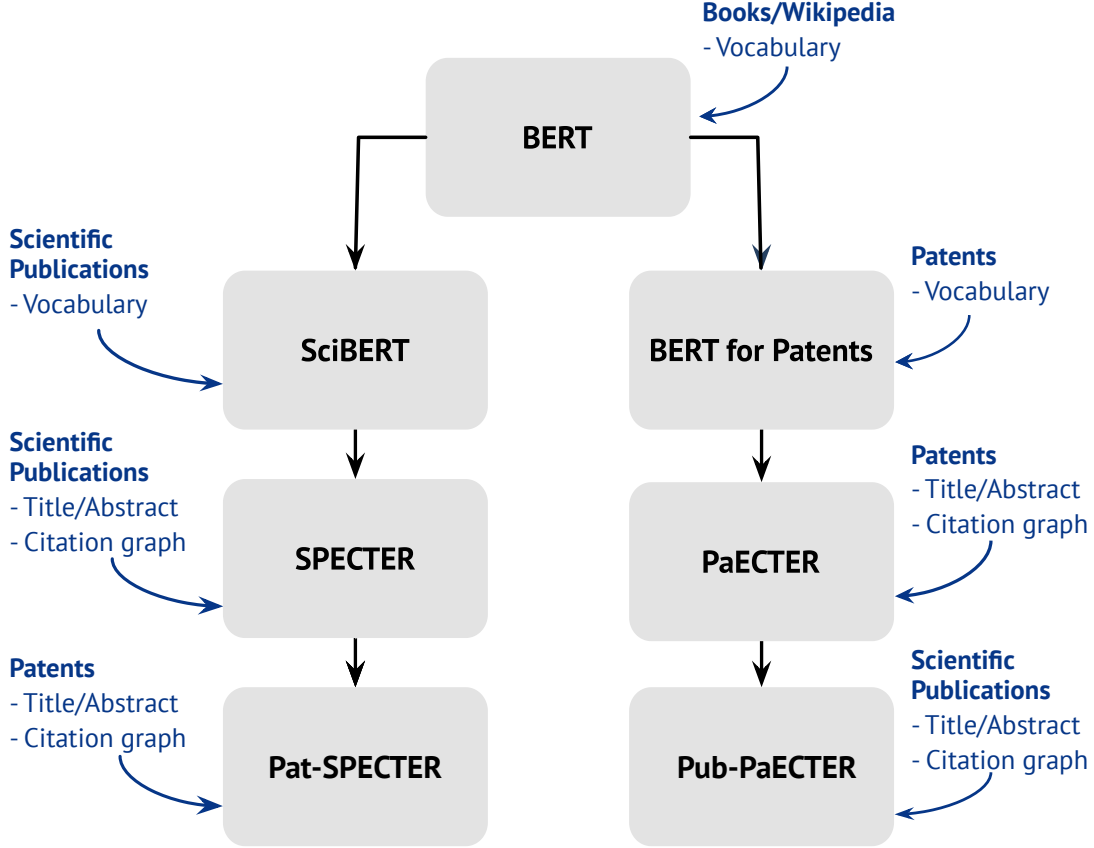 Books/Wikipedia
- Vocabulary
BERT
Scientific
Publications
- Vocabulary
SciBERT
BERT for Patents
Patents
- Vocabulary
Scientific
Publications
- Title/Abstract
- Citation graph
SPECTER
PaECTER
Patents
- Title/Abstract
- Citation graph
Patents
- Title/Abstract
- Citation graph
Pat-SPECTER
Pub-PaECTER
Scientific
Publications
- Title/Abstract
- Citation graph